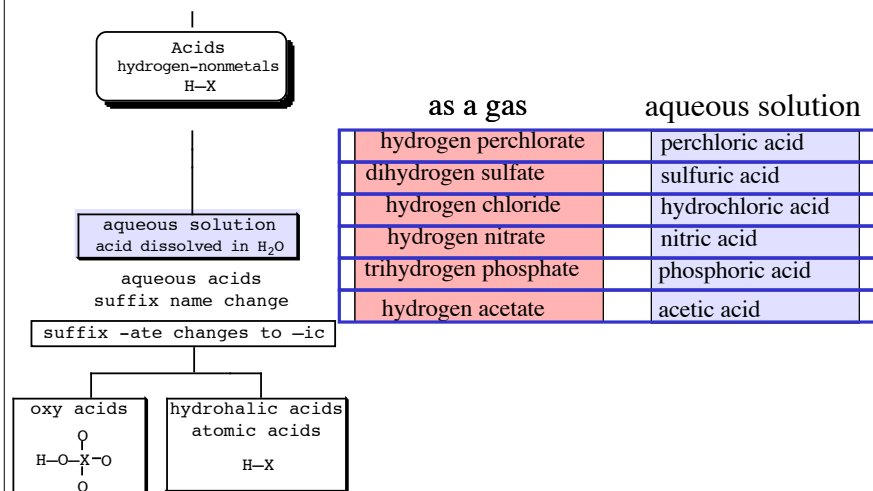 Acids
hydrogen-nonmetals
H—X
aqueous solution
acid dissolved in H₂O
aqueous acids
suffix name change
suffix -ate changes to —ic
oxy acids
O
H—O—X—O
O
hydrohalic acids
atomic acids
H—X
as a gas aqueous solution
hydrogen perchlorate perchloric acid
dihydrogen sulfate sulfuric acid
hydrogen chloride hydrochloric acid
hydrogen nitrate nitric acid
trihydrogen phosphate phosphoric acid
hydrogen acetate acetic acid